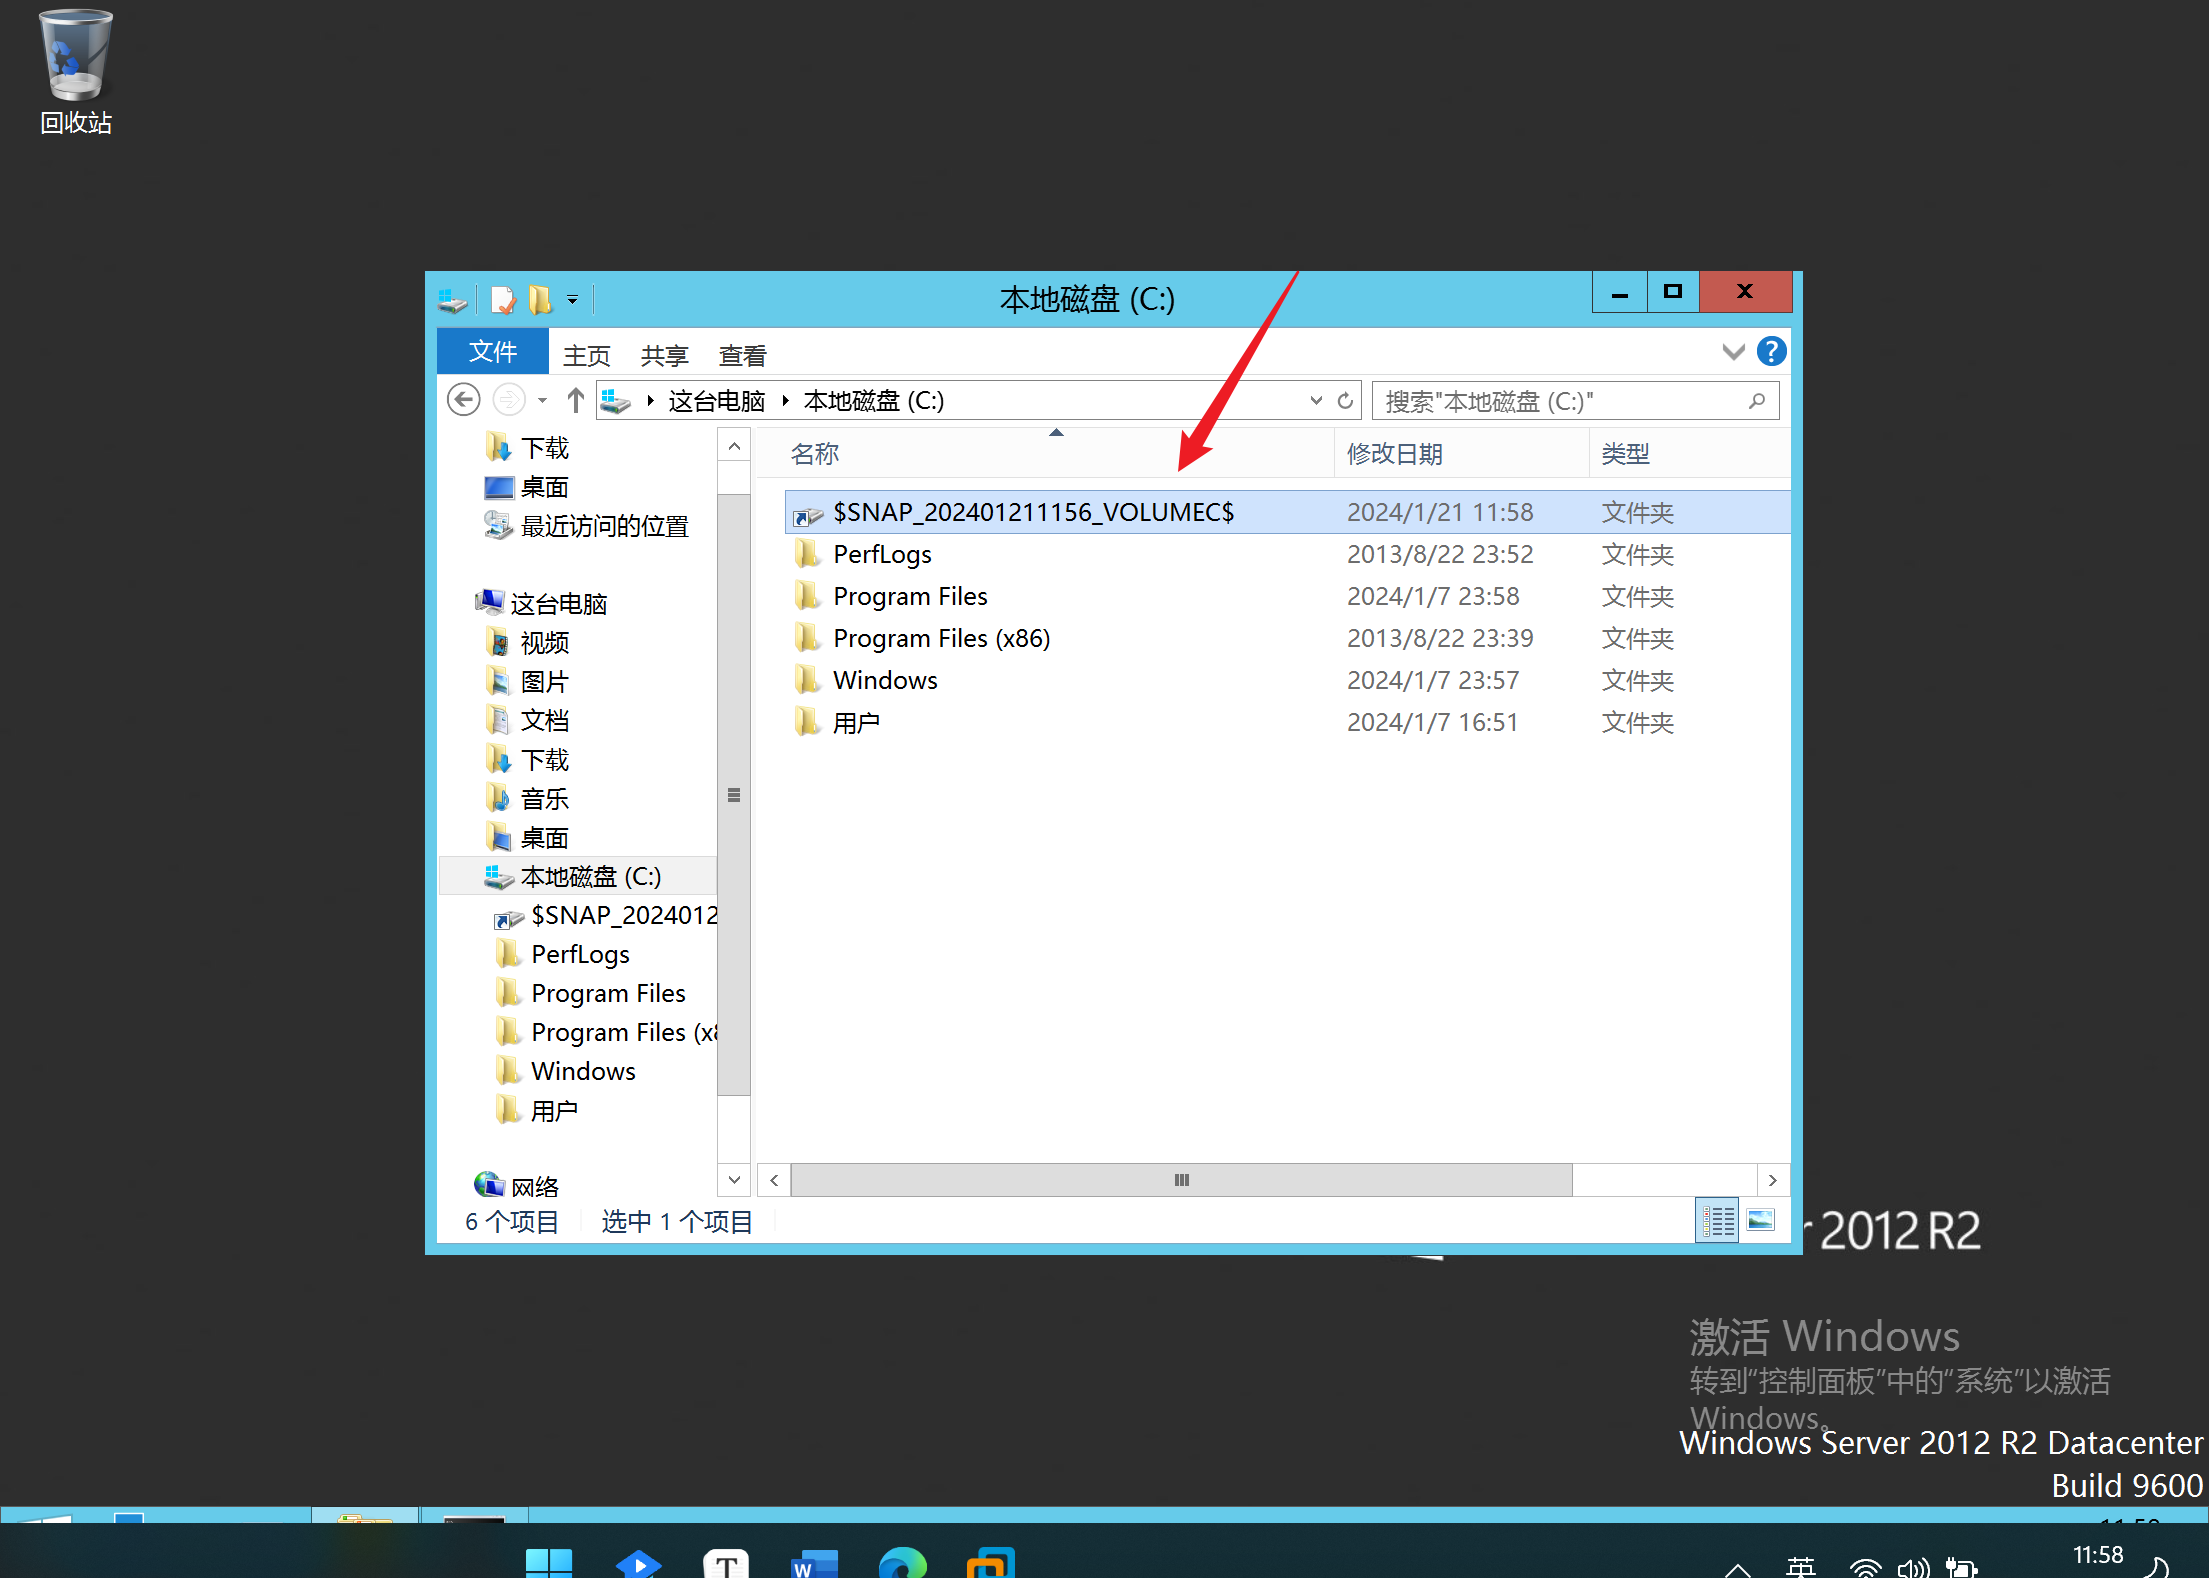 回收站
本地磁盘 (C:)
文件 主页 共享 查看
这台电脑 本地磁盘 (C:)
搜索"本地磁盘 (C:)"
下载
桌面
最近访问的位置
这台电脑
视频
图片
文档
下载
音乐
桌面
本地磁盘 (C:)
$SNAP_2024012
PerfLogs
Program Files
Program Files (x8
Windows
用户
网络
名称 修改日期 类型
$SNAP_202401211156_VOLUMEC$ 2024/1/21 11:58 文件夹
PerfLogs 2013/8/22 23:52 文件夹
Program Files 2024/1/7 23:58 文件夹
Program Files (x86) 2013/8/22 23:39 文件夹
Windows 2024/1/7 23:57 文件夹
用户 2024/1/7 16:51 文件夹
6 个项目 选中 1 个项目
r 2012 R2
激活 Windows
转到“控制面板”中的“系统”以激活
Windows。
Windows Server 2012 R2 Datacenter
Build 9600
T
W
英
11:58